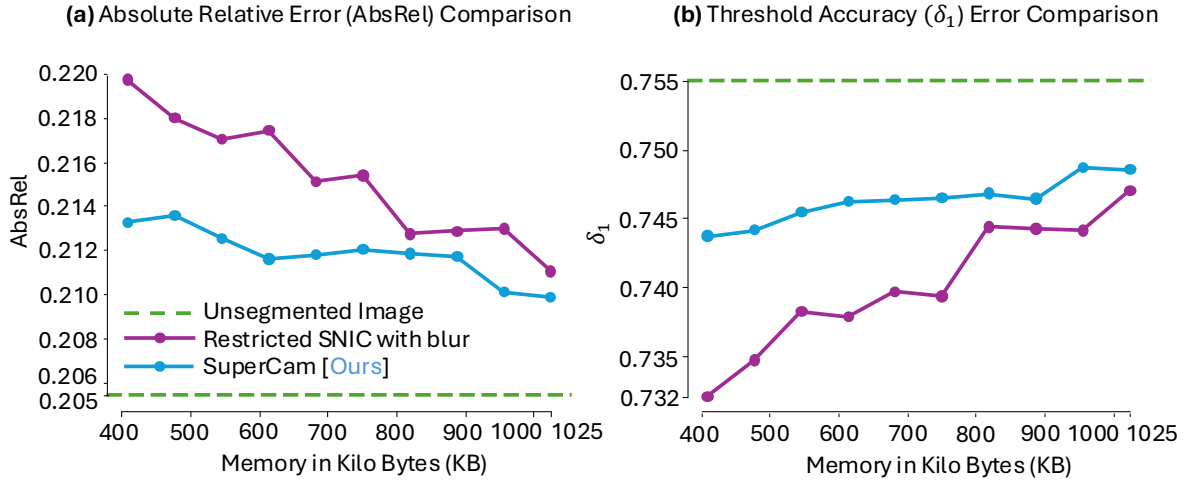 (a) Absolute Relative Error (AbsRel) Comparison
0.220
0.218
0.216
0.214
0.212
0.210
0.208
0.206
0.205
AbsRel
Unsegmented Image
Restricted SNIC with blur
SuperCam [Ours]
400 500 600 700 800 900 1000 1025
Memory in Kilo Bytes (KB)
(b) Threshold Accuracy (δ₁) Error Comparison
0.755
0.750
0.745
0.740
0.735
0.732
δ₁
400 500 600 700 800 900 1000 1025
Memory in Kilo Bytes (KB)